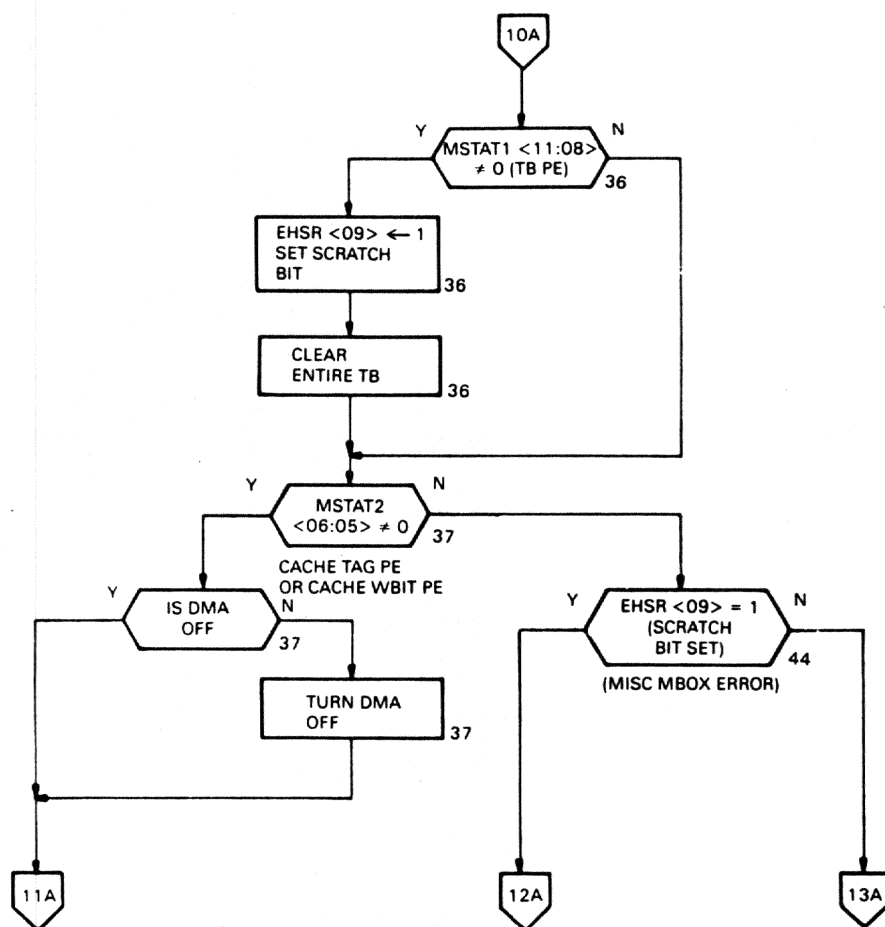 10A
Y
N
MSTAT1 <11:08>
≠ 0 (TB PE)
36
EHSR <09> ← 1
SET SCRATCH
BIT
36
CLEAR
ENTIRE TB
36
Y
N
MSTAT2
<06:05> ≠ 0
37
CACHE TAG PE
OR CACHE WBIT PE
Y
N
IS DMA
OFF
37
TURN DMA
OFF
37
Y
N
EHSR <09> = 1
(SCRATCH
BIT SET)
44
(MISC MBOX ERROR)
11A
12A
13A